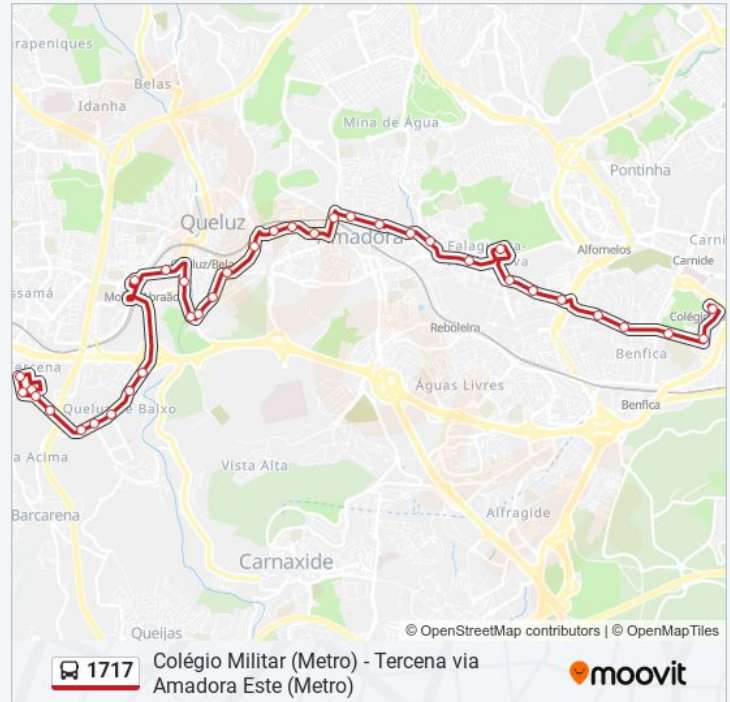 arapeniques
Belas
Idanha
Mina de Água
Pontinha
Queluz
Amadora
Falagueira-
Alfornelos
Carni
Carnide
Queluz/Belas
Monte Abraão
ssamá
Colégio
Reboleira
Benfica
Tercena
Águas Livres
Queluz de Baixo
Benfica
a Acima
Vista Alta
Barcarena
Alfragide
Carnaxide
Queijas
© OpenStreetMap contributors | © OpenMapTiles
1717
Colégio Militar (Metro) - Tercena via
Amadora Este (Metro)
moovit